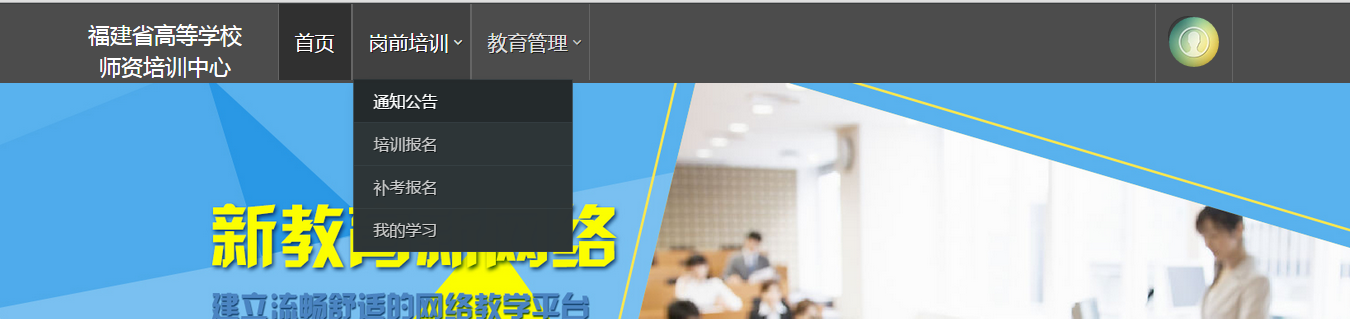 福建省高等学校
师资培训中心
首页
岗前培训
教育管理
通知公告
培训报名
补考报名
我的学习
新教
网络
建立流畅舒适的网络教学平台